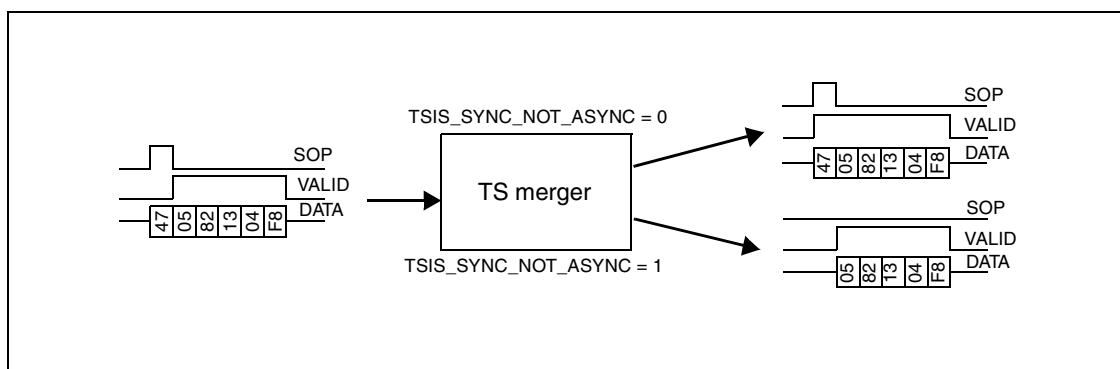 SOP
VALID
DATA
47 05 82 13 04 F8
TSIS_SYNC_NOT_ASYNC = 0
TS merger
TSIS_SYNC_NOT_ASYNC = 1
SOP
VALID
DATA
47 05 82 13 04 F8
SOP
VALID
DATA
05 82 13 04 F8